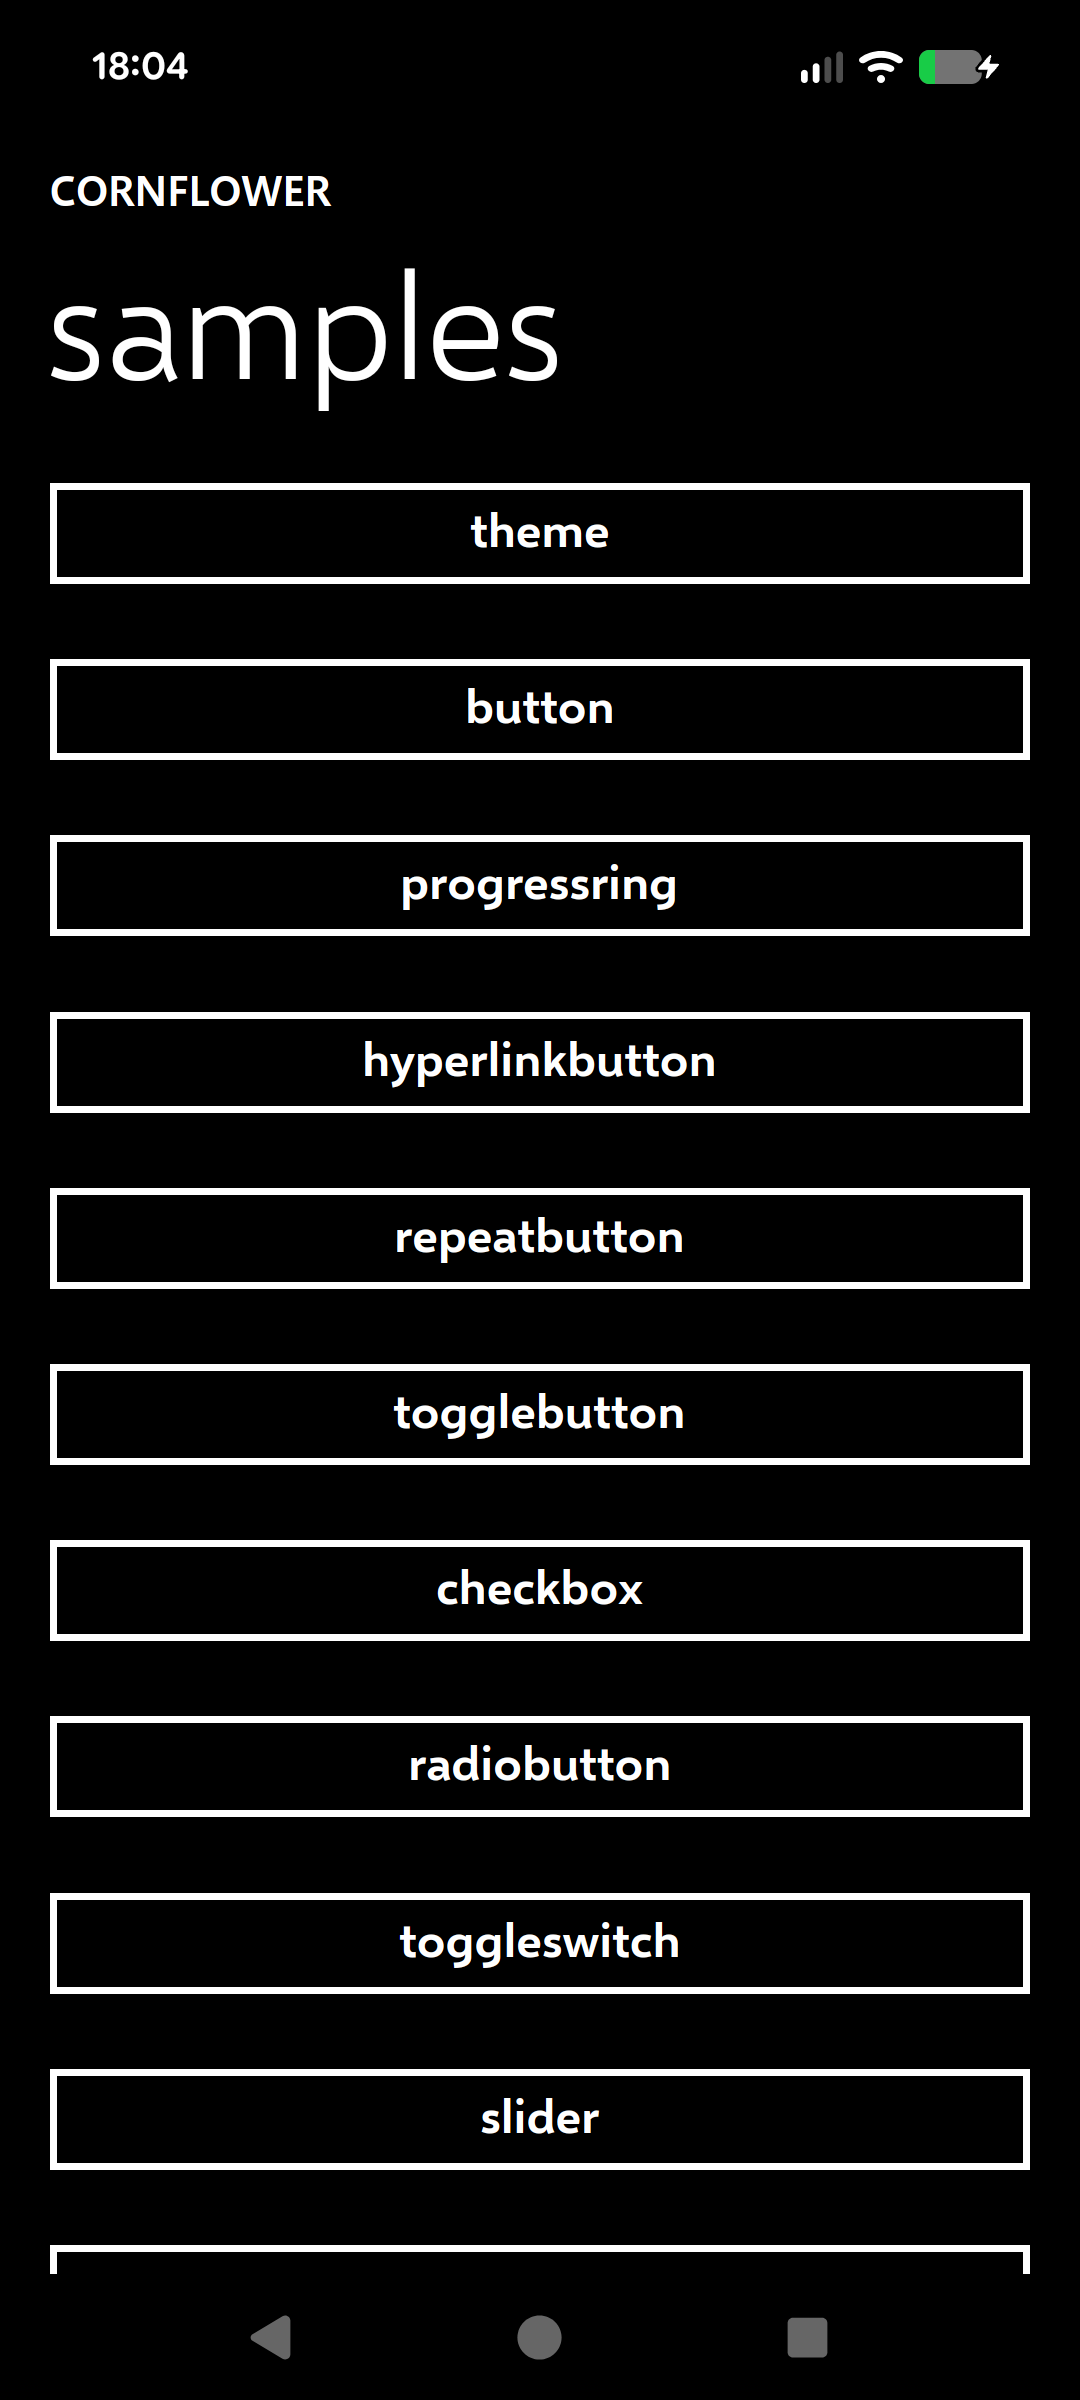 18:04
CORNFLOWER
samples
theme
button
progressring
hyperlinkbutton
repeatbutton
togglebutton
checkbox
radiobutton
toggleswitch
slider